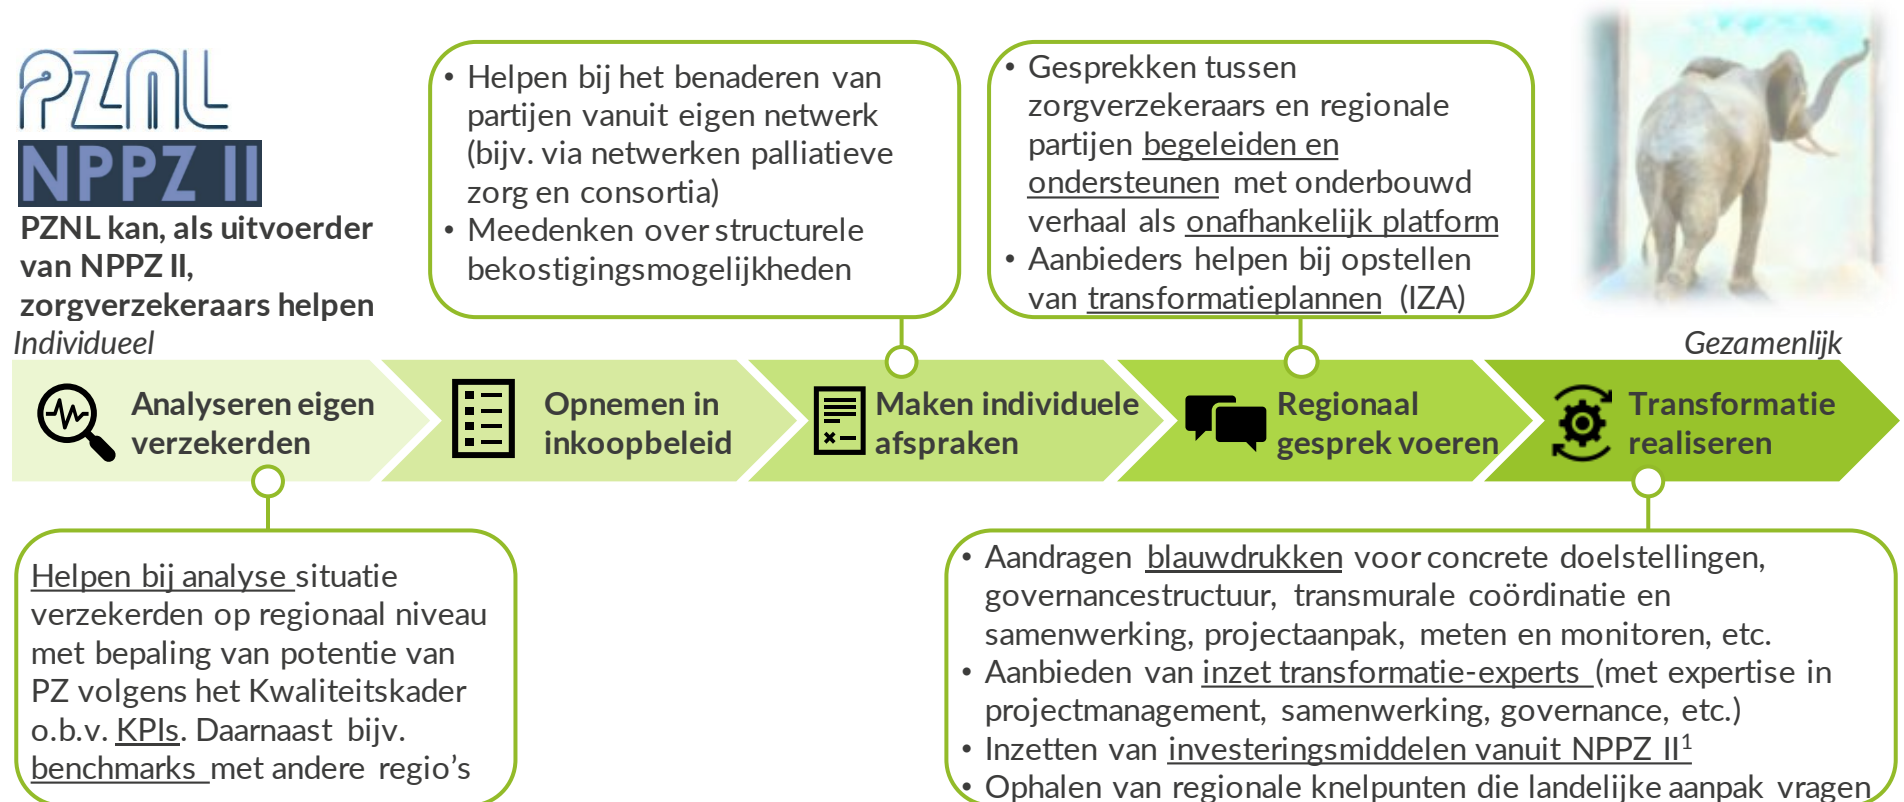 PZNL
NPPZ II
PZNL kan, als uitvoerder
van NPPZ II,
zorgverzekeraars helpen
• Helpen bij het benaderen van
partijen vanuit eigen netwerk
(bijv. via netwerken palliatieve
zorg en consortia)
• Meedenken over structurele
bekostigingsmogelijkheden
• Gesprekken tussen
zorgverzekeraars en regionale
partijen begeleiden en
ondersteunen met onderbouwd
verhaal als onafhankelijk platform
• Aanbieders helpen bij opstellen
van transformatieplannen (IZA)
Individueel
Gezamenlijk
Analyseren eigen
verzekerden
Opnemen in
inkoopbeleid
Maken individuele
afspraken
Regionaal
gesprek voeren
Transformatie
realiseren
Helpen bij analyse situatie
verzekerden op regionaal niveau
met bepaling van potentie van
PZ volgens het Kwaliteitskader
o.b.v. KPIs. Daarnaast bijv.
benchmarks met andere regio's
• Aandragen blauwdrukken voor concrete doelstellingen,
governancestructuur, transmurale coördinatie en
samenwerking, projectaanpak, meten en monitoren, etc.
• Aanbieden van inzet transformatie-experts (met expertise in
projectmanagement, samenwerking, governance, etc.)
• Inzetten van investeringsmiddelen vanuit NPPZ II¹
• Ophalen van regionale knelpunten die landelijke aanpak vragen